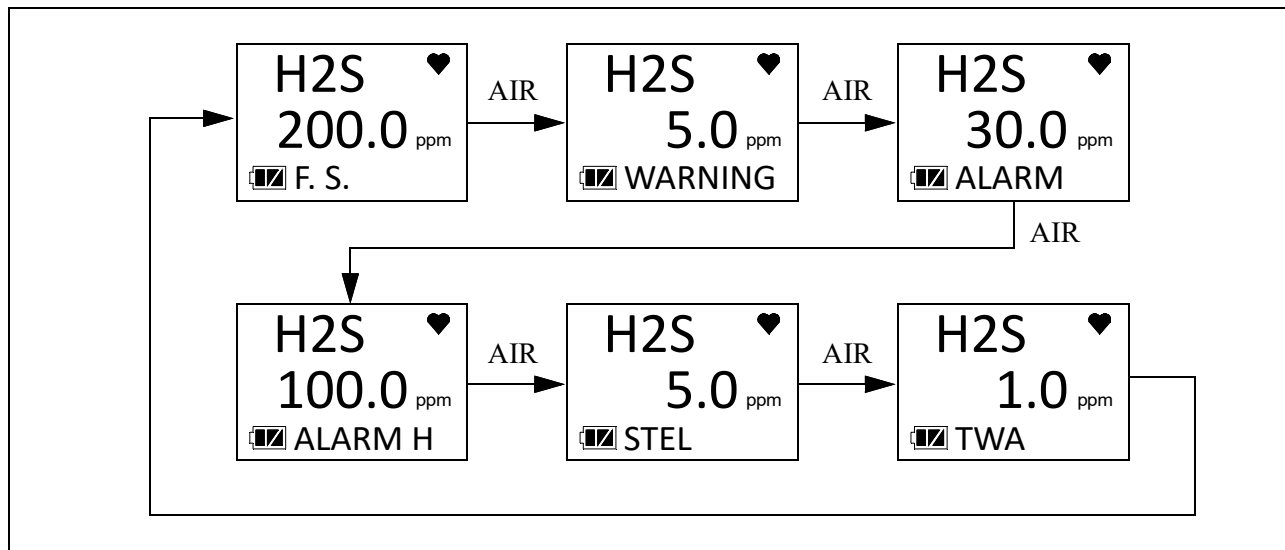 H2S
200.0 ppm
F. S.
AIR
H2S
5.0 ppm
WARNING
AIR
H2S
30.0 ppm
ALARM
AIR
H2S
100.0 ppm
ALARM H
AIR
H2S
5.0 ppm
STEL
AIR
H2S
1.0 ppm
TWA